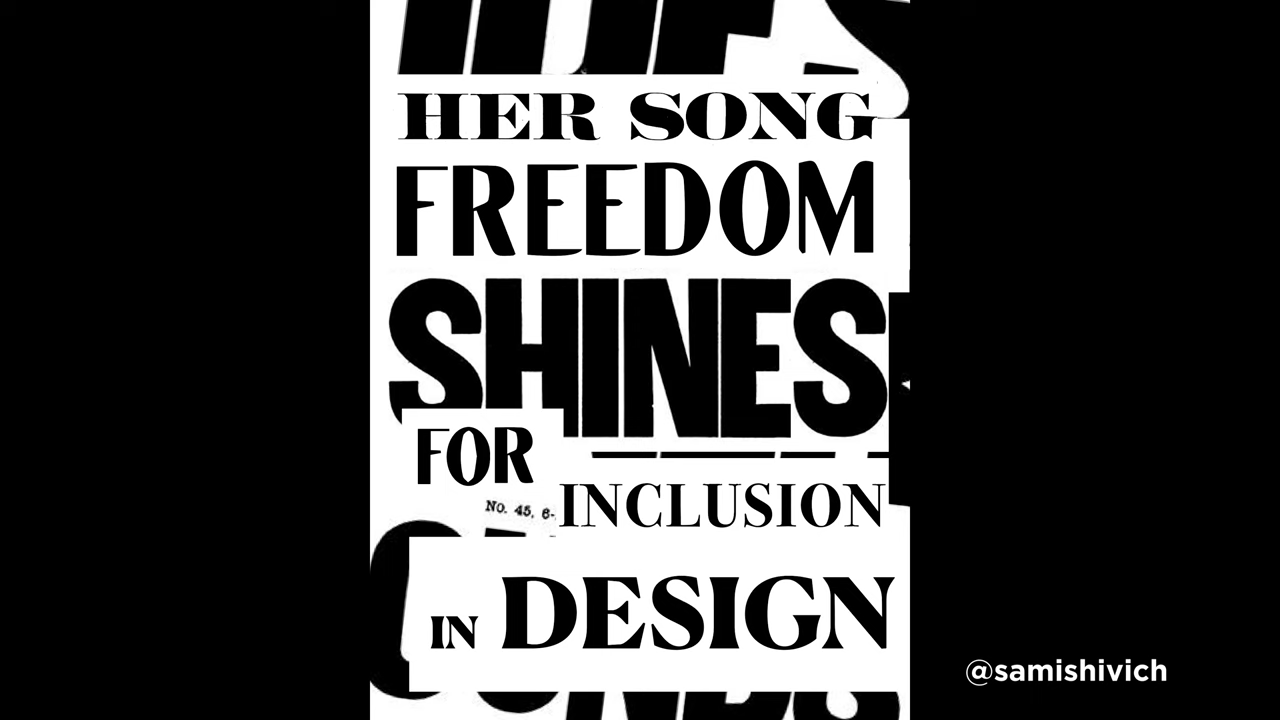 HER SONG
FREEDOM
SHINES
FOR
No. 45, 6-
INCLUSION
IN DESIGN
@samishivich